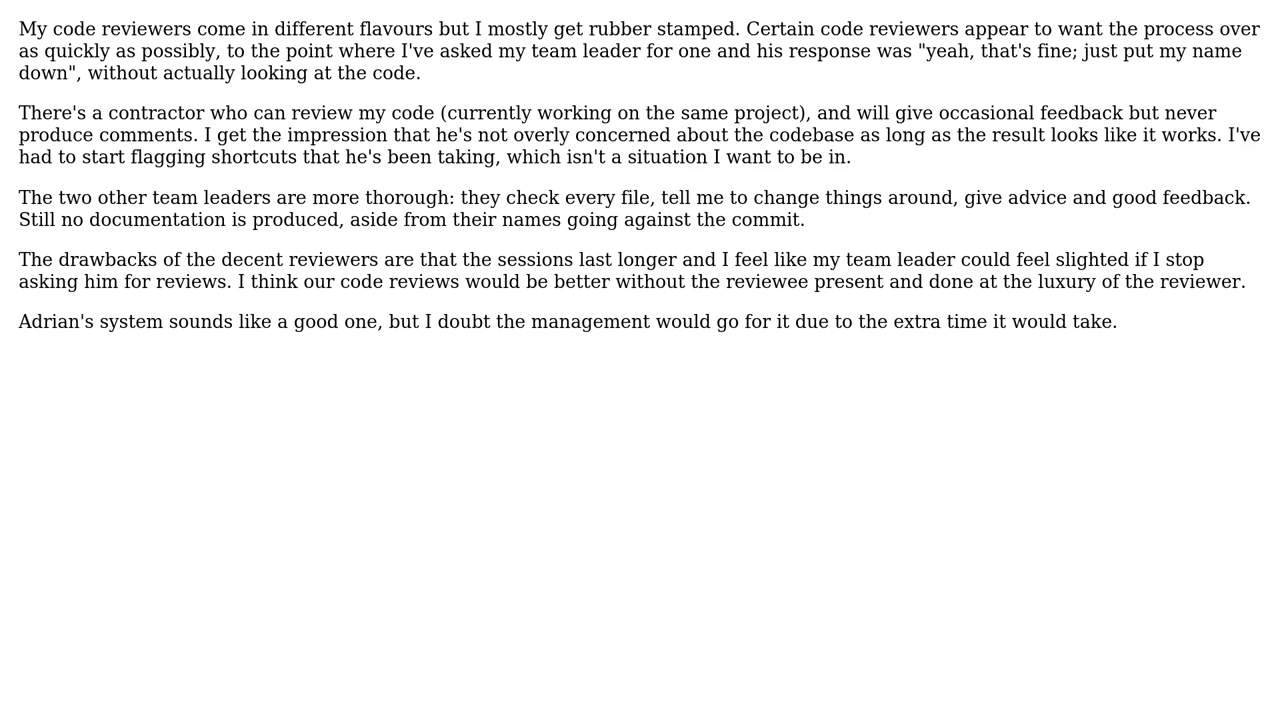 My code reviewers come in different flavours but I mostly get rubber stamped. Certain code reviewers appear to want the process over
as quickly as possibly, to the point where I've asked my team leader for one and his response was "yeah, that's fine; just put my name
down", without actually looking at the code.
There's a contractor who can review my code (currently working on the same project), and will give occasional feedback but never
produce comments. I get the impression that he's not overly concerned about the codebase as long as the result looks like it works. I've
had to start flagging shortcuts that he's been taking, which isn't a situation I want to be in.
The two other team leaders are more thorough: they check every file, tell me to change things around, give advice and good feedback.
Still no documentation is produced, aside from their names going against the commit.
The drawbacks of the decent reviewers are that the sessions last longer and I feel like my team leader could feel slighted if I stop
asking him for reviews. I think our code reviews would be better without the reviewee present and done at the luxury of the reviewer.
Adrian's system sounds like a good one, but I doubt the management would go for it due to the extra time it would take.